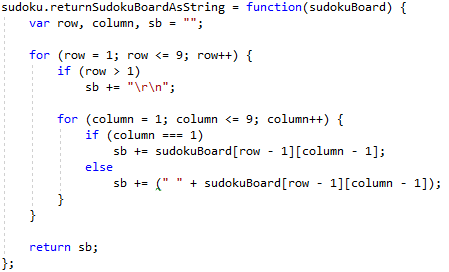 sudoku.returnSudokuBoardAsString = function(sudokuBoard) {
    var row, column, sb = "";

    for (row = 1; row <= 9; row++) {
        if (row > 1)
            sb += "\r\n";

        for (column = 1; column <= 9; column++) {
            if (column === 1)
                sb += sudokuBoard[row - 1][column - 1];
            else
                sb += (" " + sudokuBoard[row - 1][column - 1]);
        }
    }

    return sb;
};